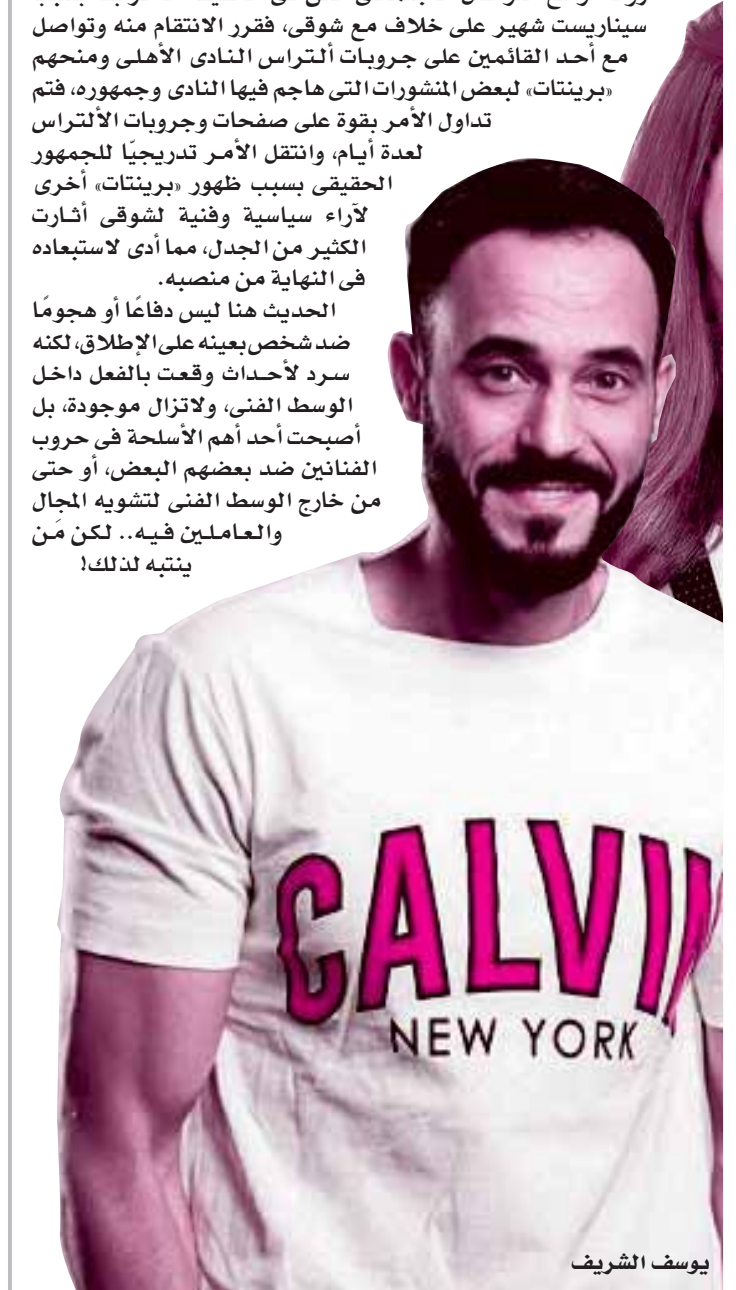 سيناريست شهير على خلاف مع شوقى، فقرر الانتقام منه وتواصل
مع أحد القائمين على جروبات ألتراس النادى الأهلى ومنحهم
«برينتات» لبعض المنشورات التى هاجم فيها النادى وجمهوره، فتم
تداول الأمر بقوة على صفحات وجروبات الألتراس
لعدة أيام، وانتقل الأمر تدريجيًا للجمهور
الحقيقى بسبب ظهور «برينتات» أخرى
لآراء سياسية وفنية لشوقى أثارت
الكثير من الجدل، مما أدى لاستبعاده
فى النهاية من منصبه.
الحديث هنا ليس دفاعًا أو هجومًا
ضد شخص بعينه على الإطلاق، لكنه
سرد لأحداث وقعت بالفعل داخل
الوسط الفنى، ولاتزال موجودة، بل
أصبحت أحد أهم الأسلحة فى حروب
الفنانين ضد بعضهم البعض، أو حتى
من خارج الوسط الفنى لتشويه المجال
والعاملين فيه.. لكن مَن
ينتبه لذلك!
CALVIN
NEW YORK
يوسف الشريف